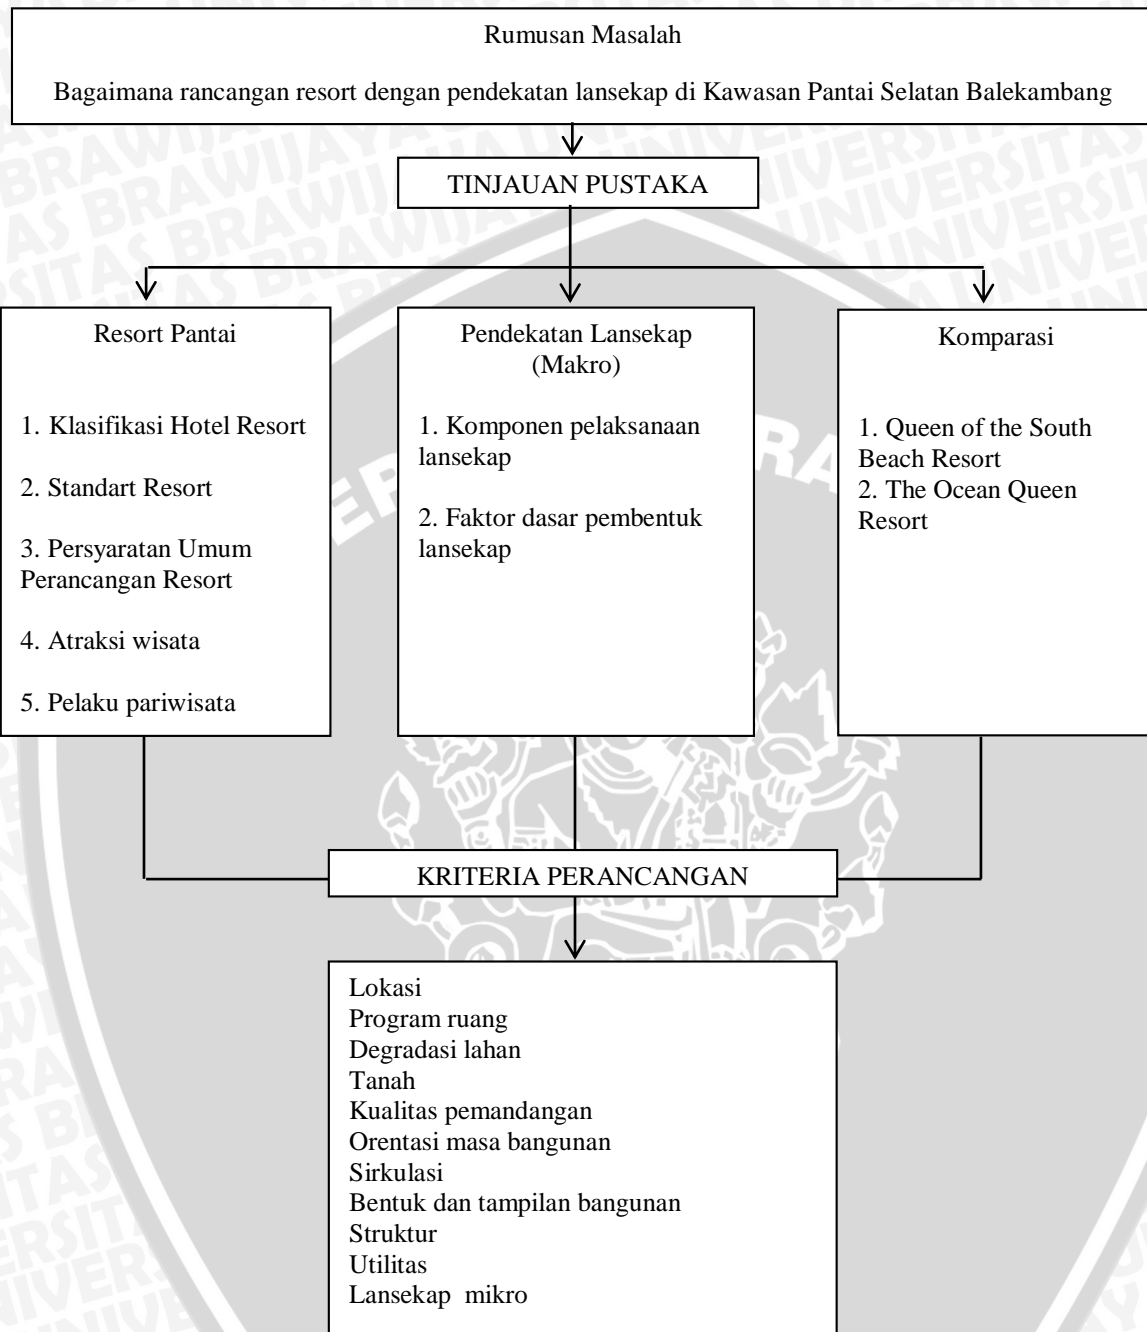 Rumusan Masalah
Bagaimana rancangan resort dengan pendekatan lansekap di Kawasan Pantai Selatan Balekambang
TINJAUAN PUSTAKA
Resort Pantai
1. Klasifikasi Hotel Resort
2. Standart Resort
3. Persyaratan Umum
Perancangan Resort
4. Atraksi wisata
5. Pelaku pariwisata
Pendekatan Lansekap
(Makro)
1. Komponen pelaksanaan
lansekap
2. Faktor dasar pembentuk
lansekap
Komparasi
1. Queen of the South
Beach Resort
2. The Ocean Queen
Resort
KRITERIA PERANCANGAN
Lokasi
Program ruang
Degradasi lahan
Tanah
Kualitas pemandangan
Orentasi masa bangunan
Sirkulasi
Bentuk dan tampilan bangunan
Struktur
Utilitas
Lansekap  mikro